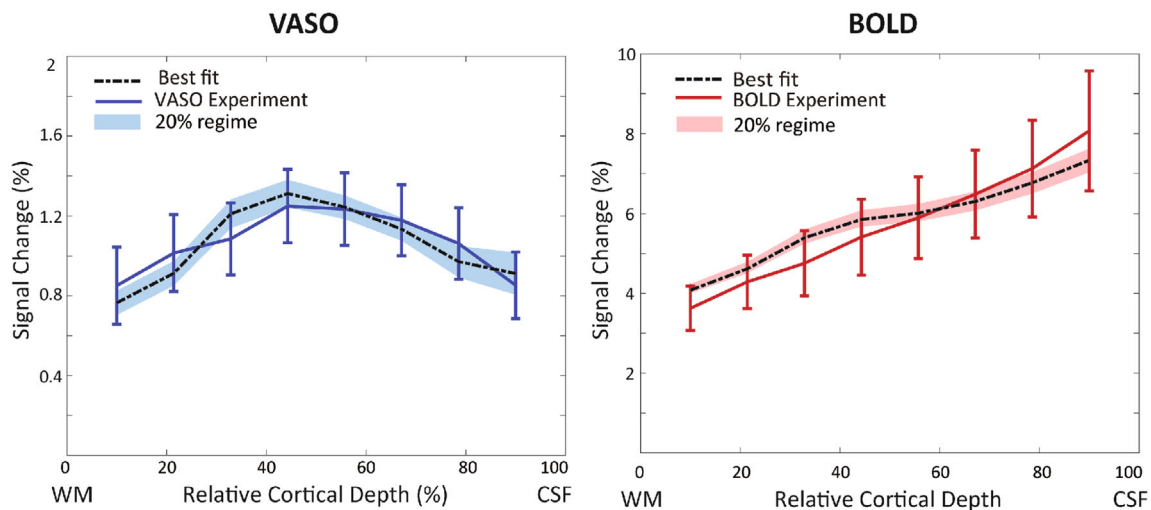 VASO
2
1.6
1.2
0.8
0.4
Signal Change (%)
Best fit
VASO Experiment
20% regime
0
20
40
60
80
100
WM
Relative Cortical Depth (%)
CSF
BOLD
10
8
6
4
2
Signal Change (%)
Best fit
BOLD Experiment
20% regime
0
20
40
60
80
100
WM
Relative Cortical Depth
CSF